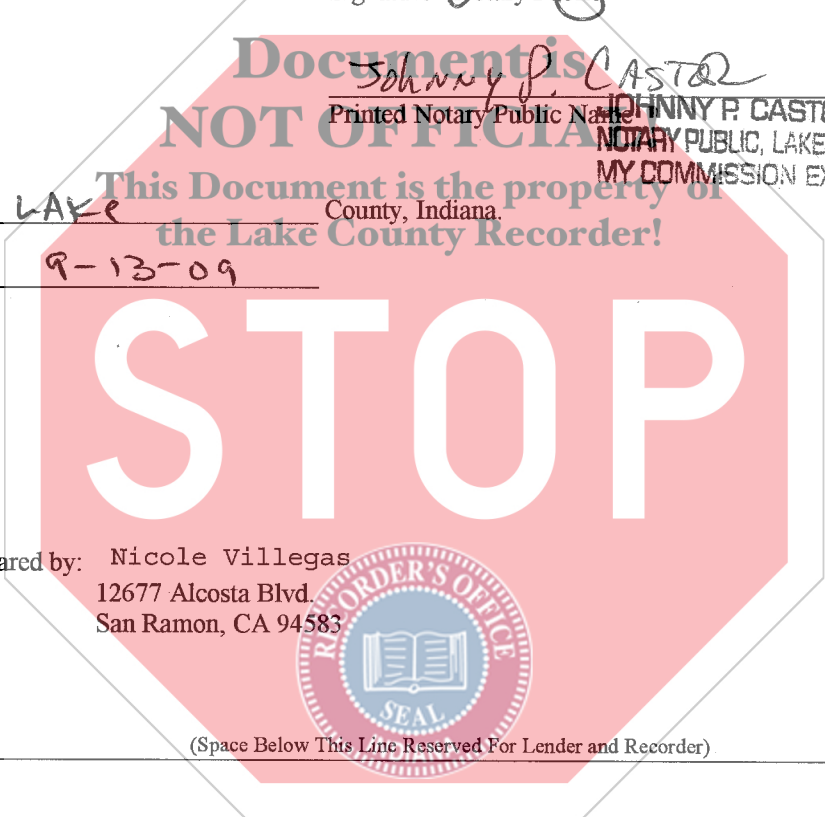 Document is
Johnny P. CASTOR
NOT OFFICIAL!
Printed Notary Public Name
JOHNNY P. CAST
NOTARY PUBLIC, LAKE
MY COMMISSION EX
This Document is the property of
LAKe County, Indiana.
the Lake County Recorder!
9-13-09
STOP
ared by: Nicole Villegas
12677 Alcosta Blvd.
San Ramon, CA 94583
RECORDER'S OFFICE
SEAL
INDIANA
(Space Below This Line Reserved For Lender and Recorder)